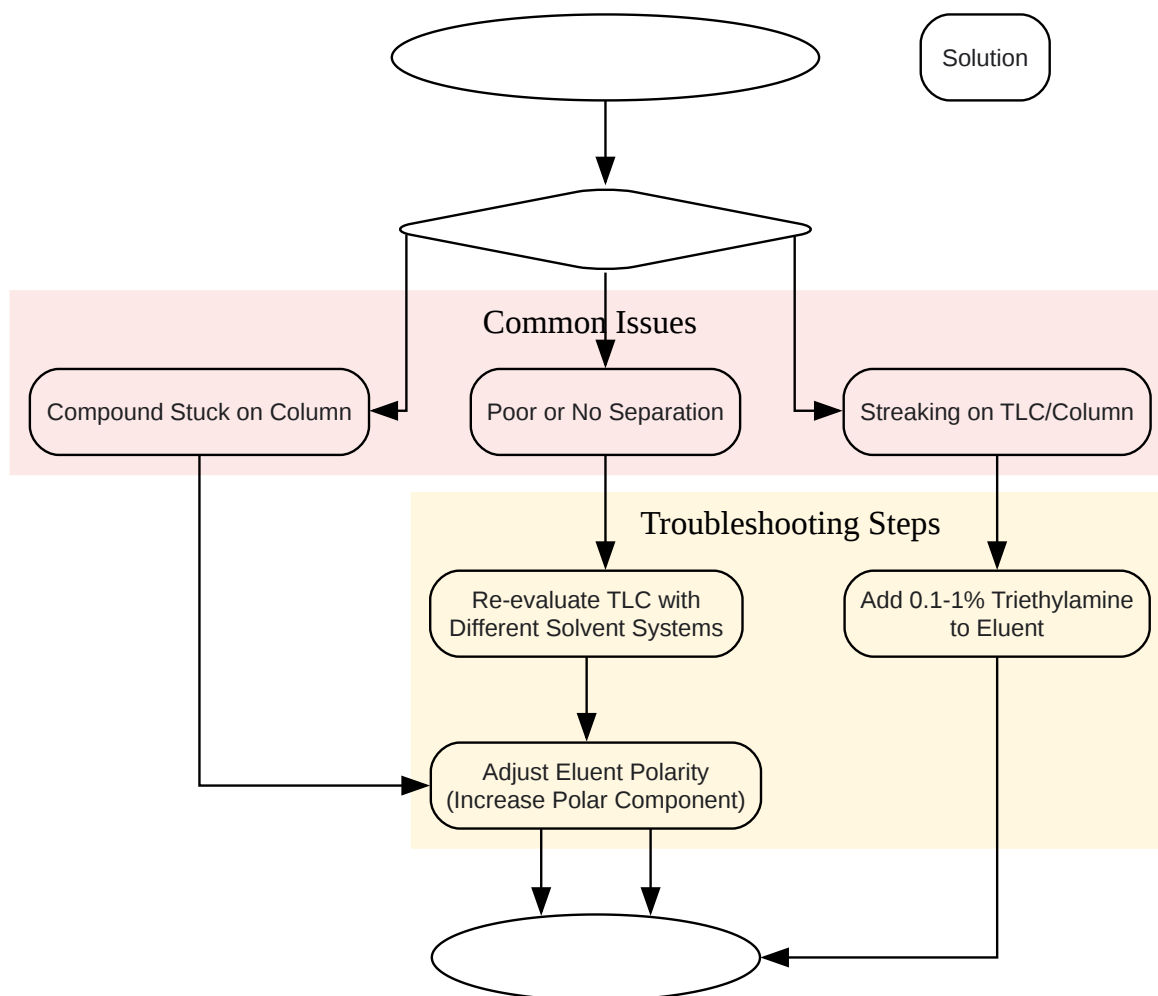 Solution
Common Issues
Compound Stuck on Column
Poor or No Separation
Streaking on TLC/Column
Troubleshooting Steps
Re-evaluate TLC with
Different Solvent Systems
Add 0.1-1% Triethylamine
to Eluent
Adjust Eluent Polarity
(Increase Polar Component)